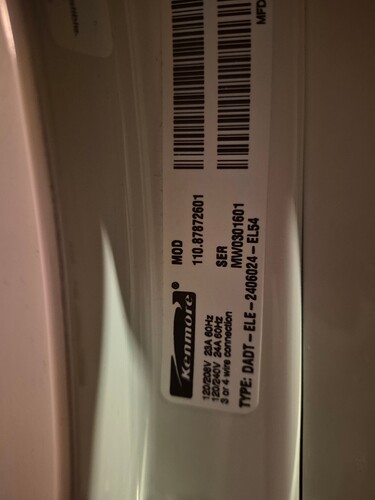 MFD
MOD
110.87872601
SER
MW0301601
Kenmore®
120/208V 23A 60Hz
120/240V 24A 60Hz
3 or 4 wire connection
TYPE: DADT-ELE-2406024-EL54